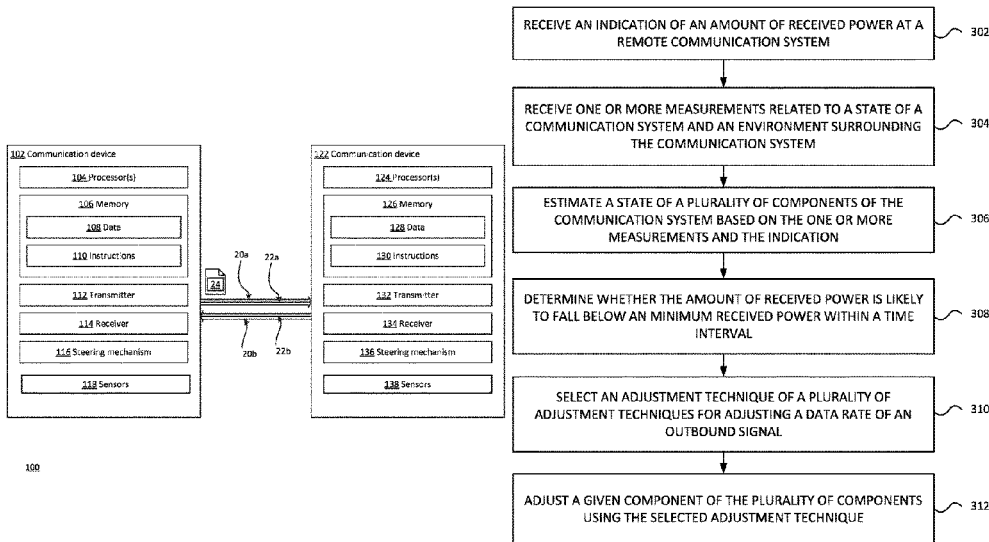 102 Communication device
104 Processor(s)
106 Memory
108 Data
110 Instructions
112 Transmitter
114 Receiver
116 Steering mechanism
118 Sensors
24
20a
22a
20b
22b
122 Communication device
124 Processor(s)
126 Memory
128 Data
130 Instructions
132 Transmitter
134 Receiver
136 Steering mechanism
138 Sensors
100
RECEIVE AN INDICATION OF AN AMOUNT OF RECEIVED POWER AT A
REMOTE COMMUNICATION SYSTEM
302
RECEIVE ONE OR MORE MEASUREMENTS RELATED TO A STATE OF A
COMMUNICATION SYSTEM AND AN ENVIRONMENT SURROUNDING
THE COMMUNICATION SYSTEM
304
ESTIMATE A STATE OF A PLURALITY OF COMPONENTS OF THE
COMMUNICATION SYSTEM BASED ON THE ONE OR MORE
MEASUREMENTS AND THE INDICATION
306
DETERMINE WHETHER THE AMOUNT OF RECEIVED POWER IS LIKELY
TO FALL BELOW AN MINIMUM RECEIVED POWER WITHIN A TIME
INTERVAL
308
SELECT AN ADJUSTMENT TECHNIQUE OF A PLURALITY OF
ADJUSTMENT TECHNIQUES FOR ADJUSTING A DATA RATE OF AN
OUTBOUND SIGNAL
310
ADJUST A GIVEN COMPONENT OF THE PLURALITY OF COMPONENTS
USING THE SELECTED ADJUSTMENT TECHNIQUE
312